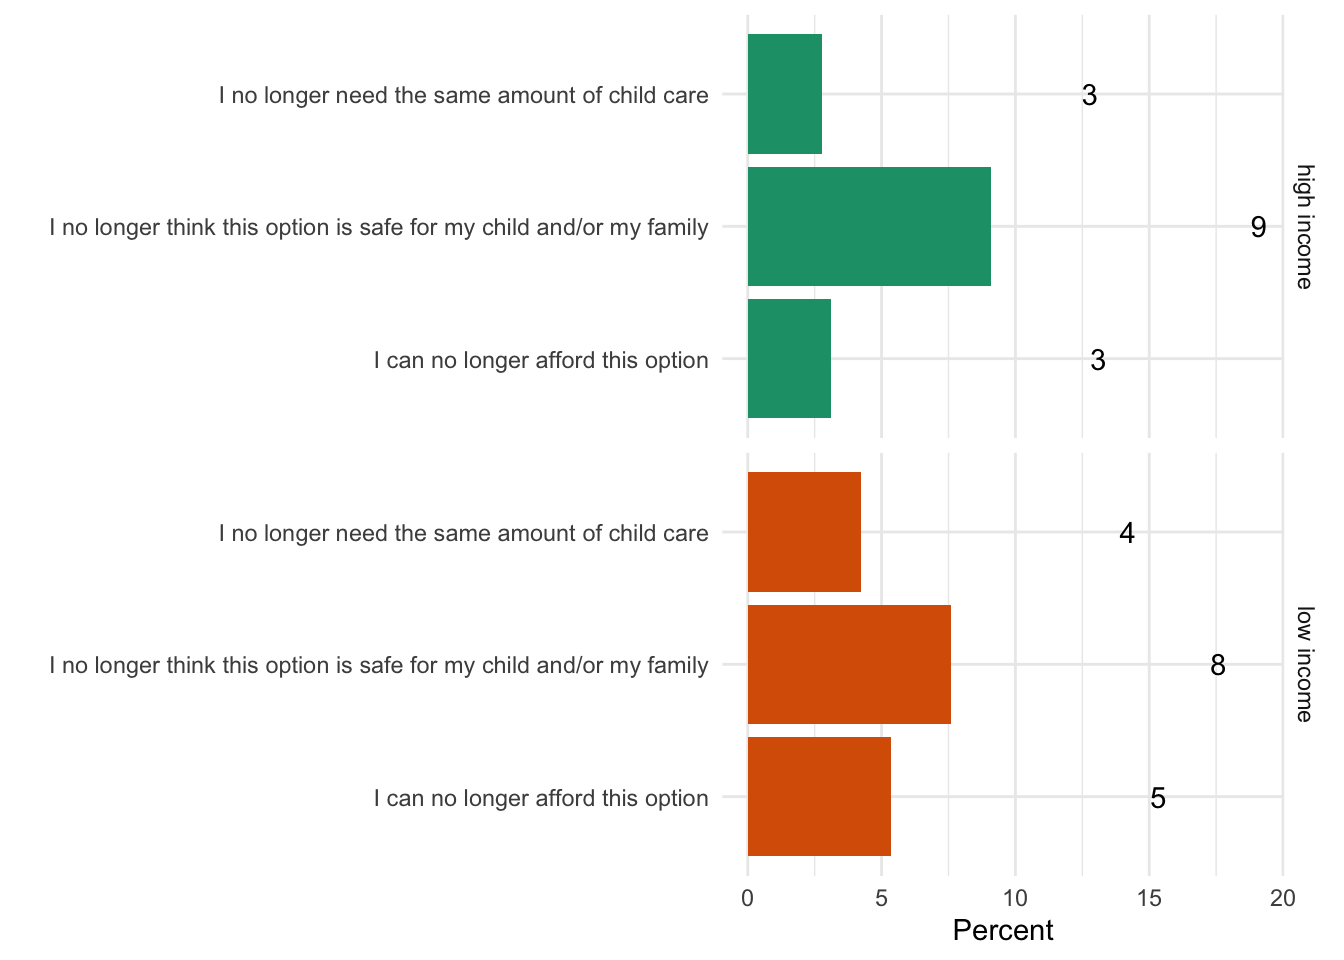 I no longer need the same amount of child care
3
I no longer think this option is safe for my child and/or my family
9
I can no longer afford this option
3
high income
I no longer need the same amount of child care
4
I no longer think this option is safe for my child and/or my family
8
I can no longer afford this option
5
low income
0 5 10 15 20
Percent